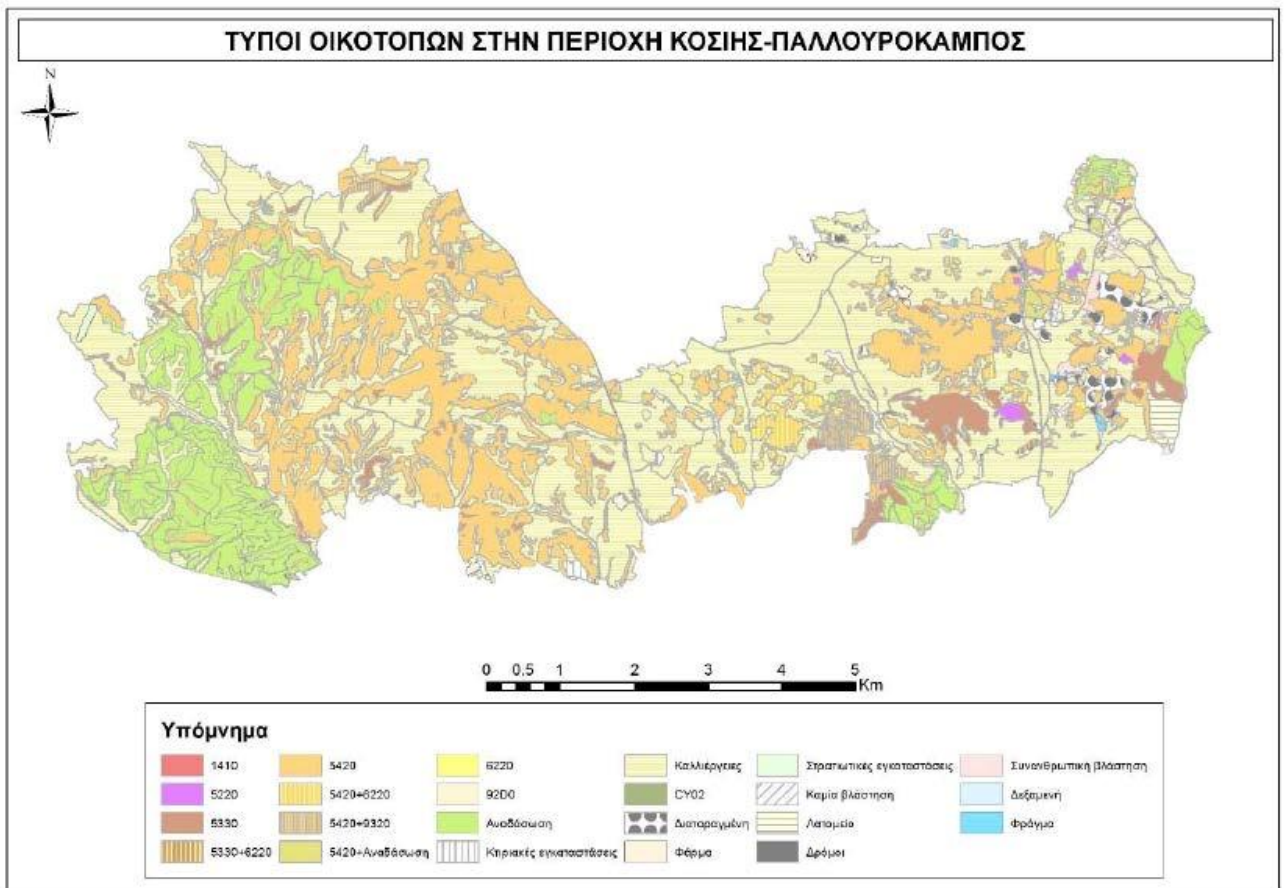 ΤΥΠΟΙ ΟΙΚΟΤΟΠΩΝ ΣΤΗΝ ΠΕΡΙΟΧΗ ΚΟΣΙΗΣ-ΠΑΛΛΟΥΡΟΚΑΜΠΟΣ
N
0 0.5 1 2 3 4 5
Km
Υπόμνημα
1410 5420 6220 Καλλιέργειες Στρατιωτικές εγκαταστάσεις Συνανθρωπική βλάστηση
5220 5420+6220 92D0 CY02 Καμία βλάστηση Δεξαμενή
5330 5420+9320 Αναδάσωση Διαταραγμένη Λατομείο Φράγμα
5330+6220 5420+Αναδάσωση Κτιριακές εγκαταστάσεις Φάρμα Δρόμοι